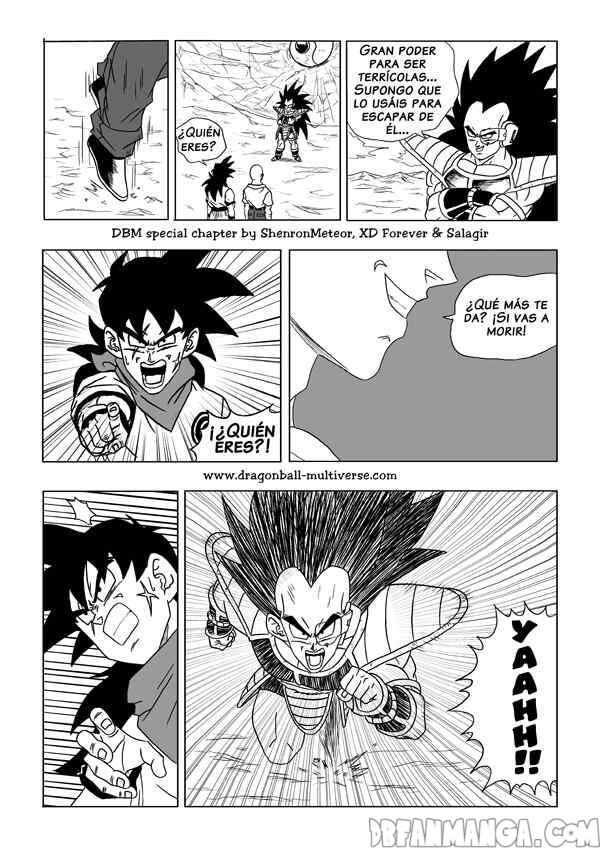 ¿QUIÉN
ERES?
GRAN PODER
PARA SER
TERRÍCOLAS...
SUPONGO QUE
LO USÁIS PARA
ESCAPAR DE
ÉL...
DBM special chapter by ShenronMeteor, XD Forever & Salagir
¡¿QUIÉN
ERES?!
¿QUÉ MÁS TE
DA? ¡SI VAS A
MORIR!
www.dragonball-multiverse.com
YAAHH!!
DBFANMANGA.COM